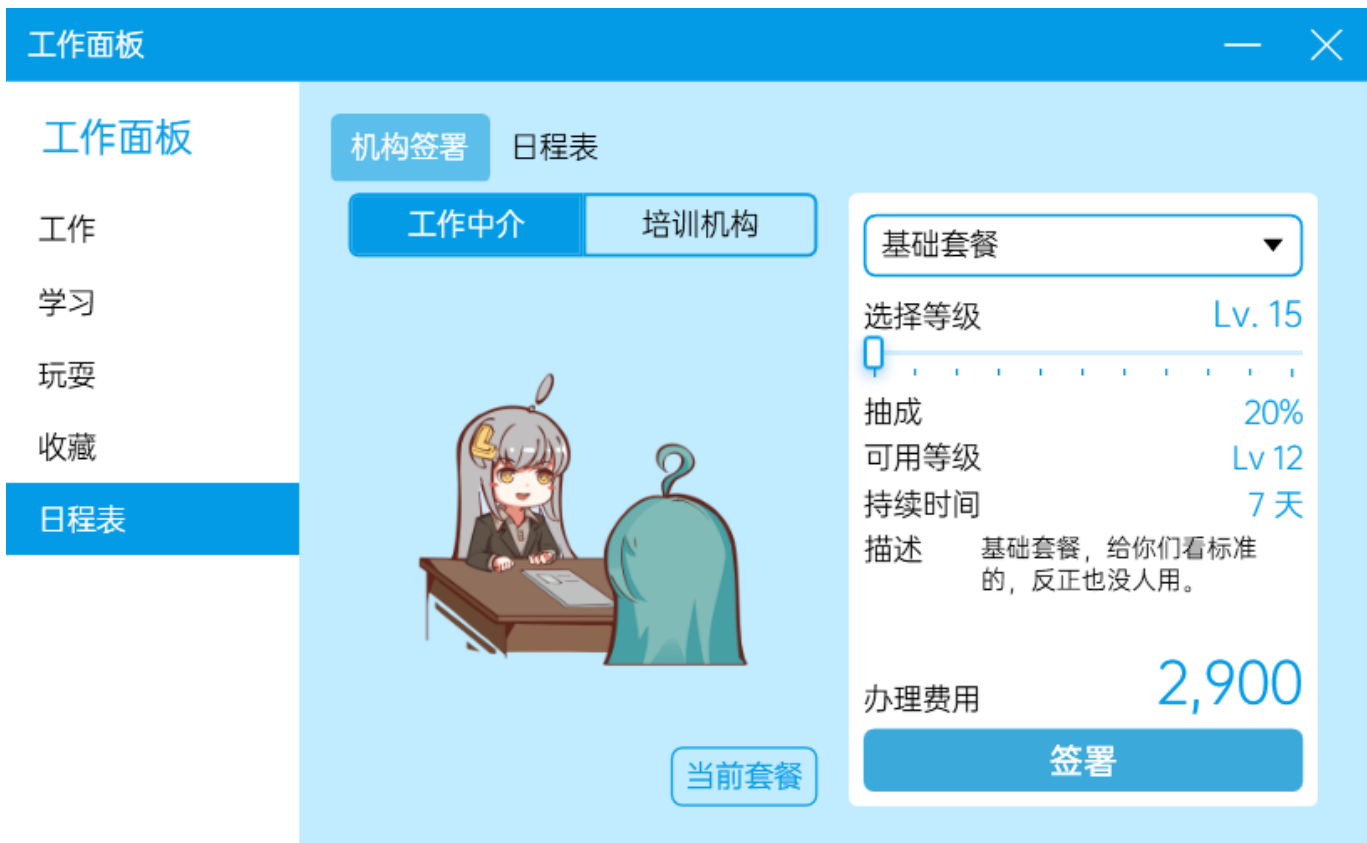 工作面板
工作面板
工作
学习
玩耍
收藏
日程表
机构签署 日程表
工作中介 培训机构
当前套餐
基础套餐
选择等级 Lv. 15
抽成 20%
可用等级 Lv 12
持续时间 7 天
描述 基础套餐，给你们看标准
的，反正也没人用。
办理费用 2,900
签署